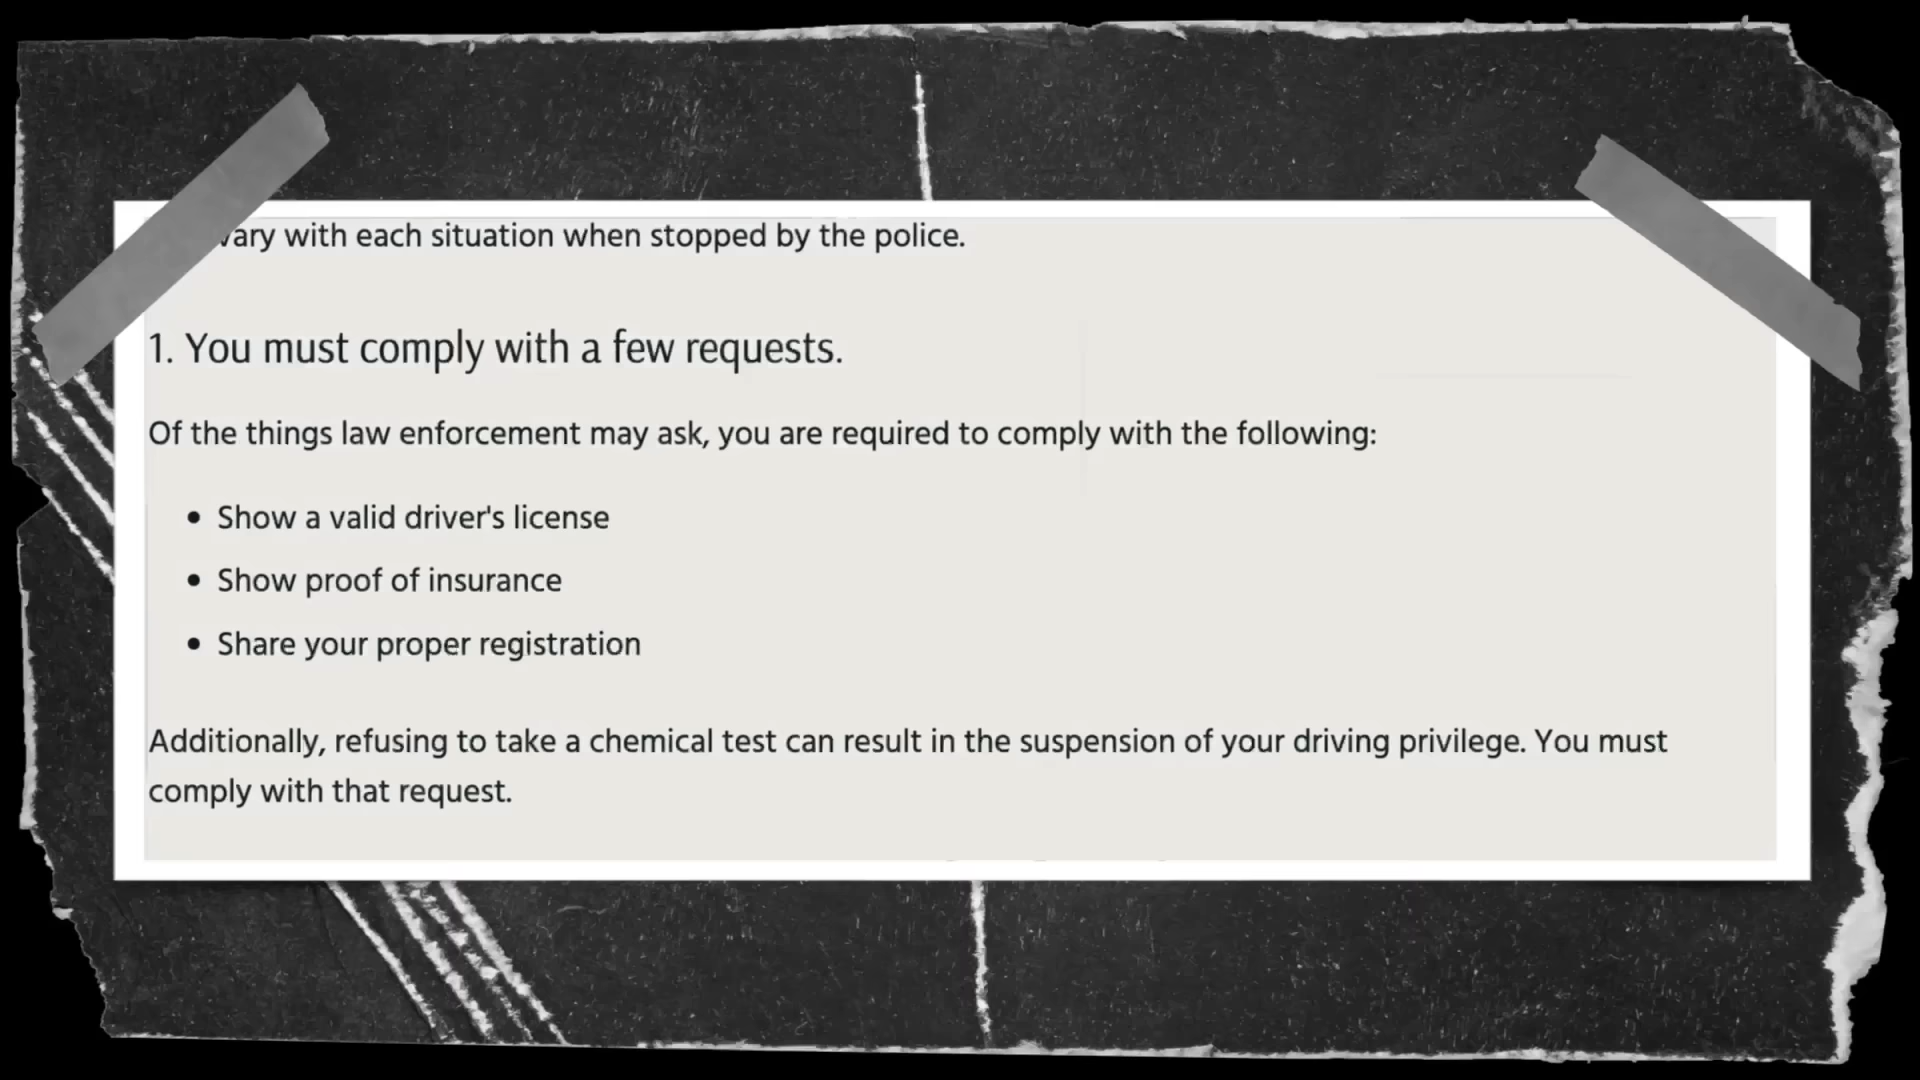 vary with each situation when stopped by the police.
1. You must comply with a few requests.
Of the things law enforcement may ask, you are required to comply with the following:
• Show a valid driver's license
• Show proof of insurance
• Share your proper registration
Additionally, refusing to take a chemical test can result in the suspension of your driving privilege. You must
comply with that request.